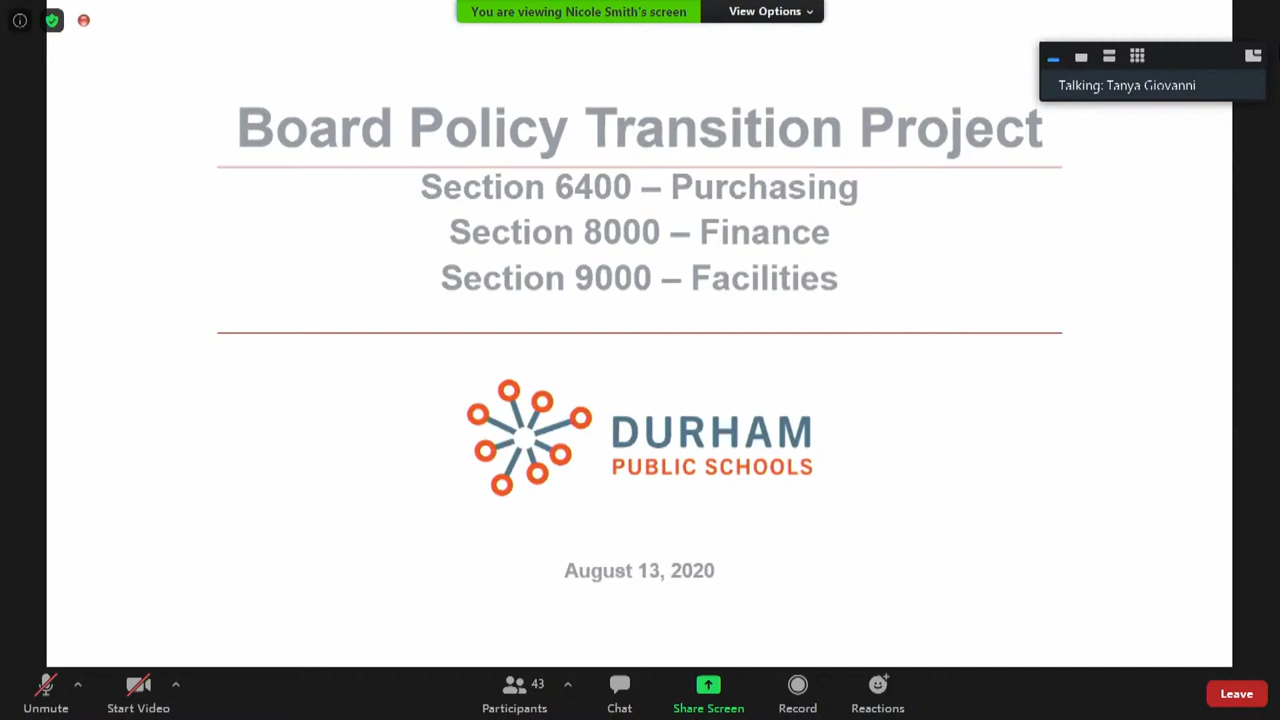 You are viewing Nicole Smith's screen View Options
Talking: Tanya Giovanni
Board Policy Transition Project
Section 6400 – Purchasing
Section 8000 – Finance
Section 9000 – Facilities
DURHAM
PUBLIC SCHOOLS
August 13, 2020
Unmute Start Video Participants 43 Chat Share Screen Record Reactions Leave